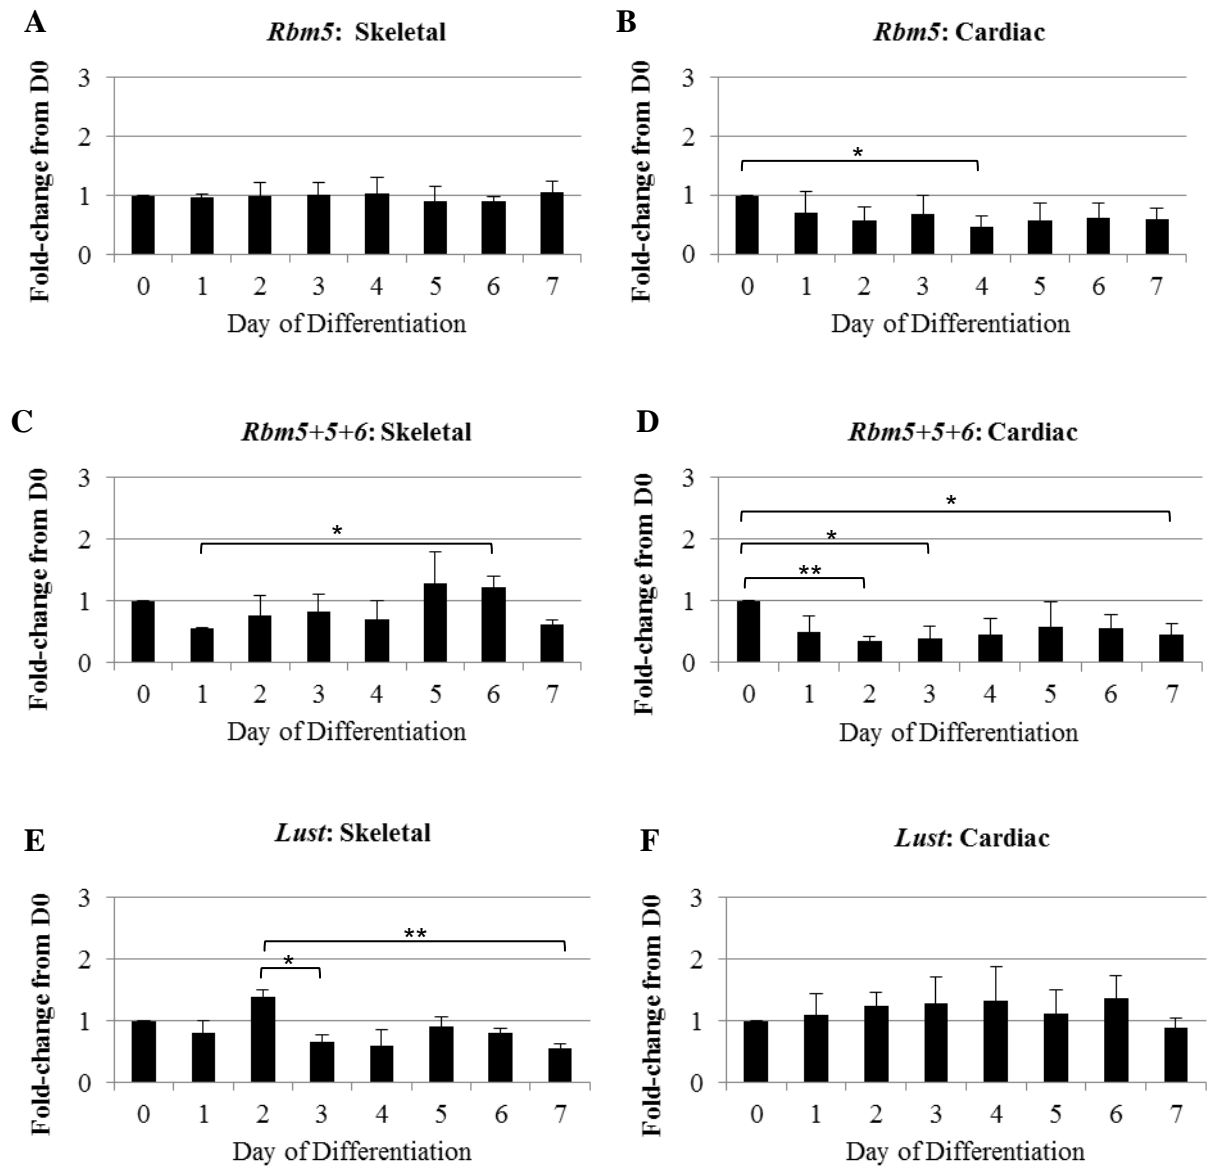 A
Rbm5: Skeletal
Fold-change from D0
3
2
1
0
0 1 2 3 4 5 6 7
Day of Differentiation
B
Rbm5: Cardiac
Fold-change from D0
3
2
1
0
*
0 1 2 3 4 5 6 7
Day of Differentiation
C
Rbm5+5+6: Skeletal
Fold-change from D0
3
2
1
0
*
0 1 2 3 4 5 6 7
Day of Differentiation
D
Rbm5+5+6: Cardiac
Fold-change from D0
3
2
1
0
*
*
**
0 1 2 3 4 5 6 7
Day of Differentiation
E
Lust: Skeletal
Fold-change from D0
3
2
1
0
**
*
0 1 2 3 4 5 6 7
Day of Differentiation
F
Lust: Cardiac
Fold-change from D0
3
2
1
0
0 1 2 3 4 5 6 7
Day of Differentiation